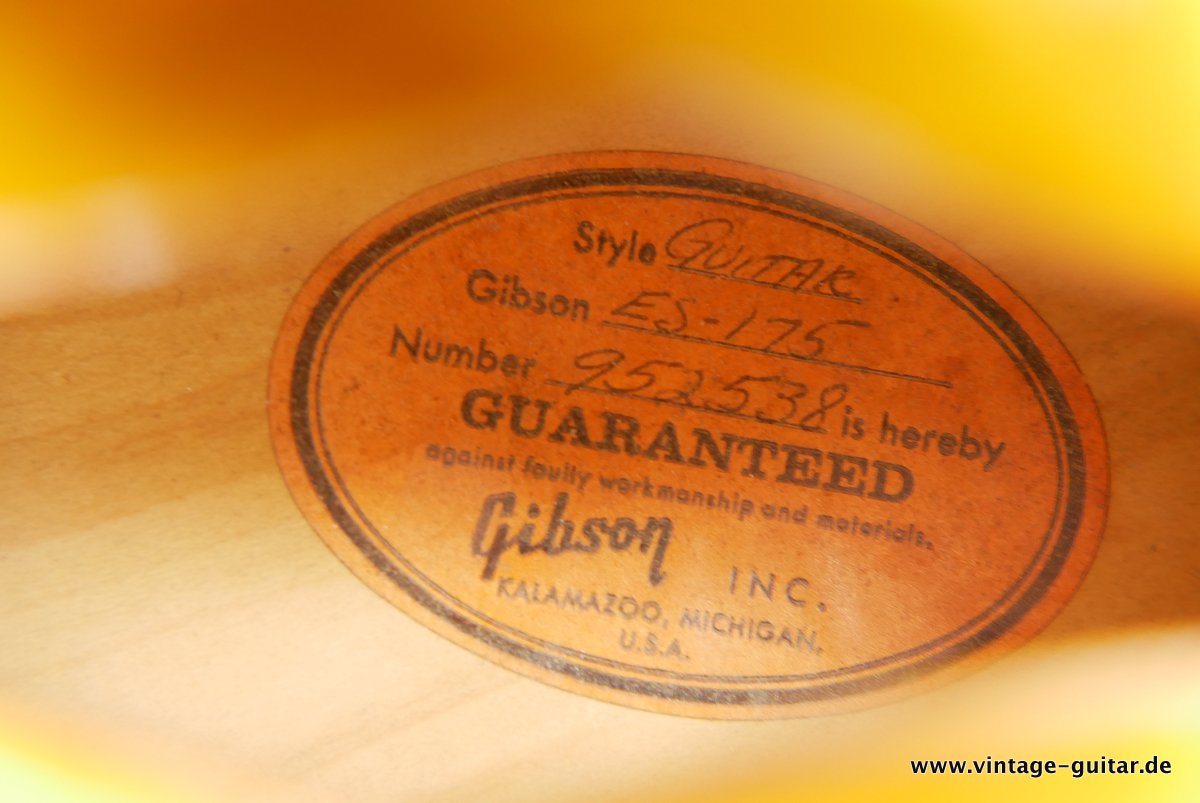 Style GUITAR
Gibson ES-175
Number 952538 is hereby
GUARANTEED
against faulty workmanship and materials.
Gibson INC.
KALAMAZOO, MICHIGAN,
U.S.A.
www.vintage-guitar.de